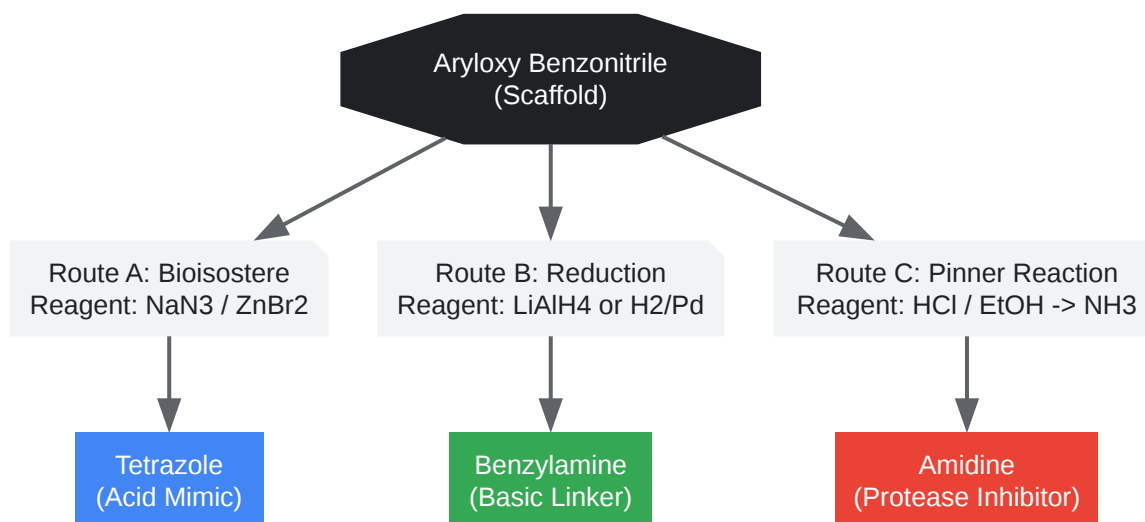 Aryloxy Benzonitrile
(Scaffold)
Route A: Bioisostere
Reagent: NaN3 / ZnBr2
Route B: Reduction
Reagent: LiAlH4 or H2/Pd
Route C: Pinner Reaction
Reagent: HCl / EtOH -> NH3
Tetrazole
(Acid Mimic)
Benzylamine
(Basic Linker)
Amidine
(Protease Inhibitor)